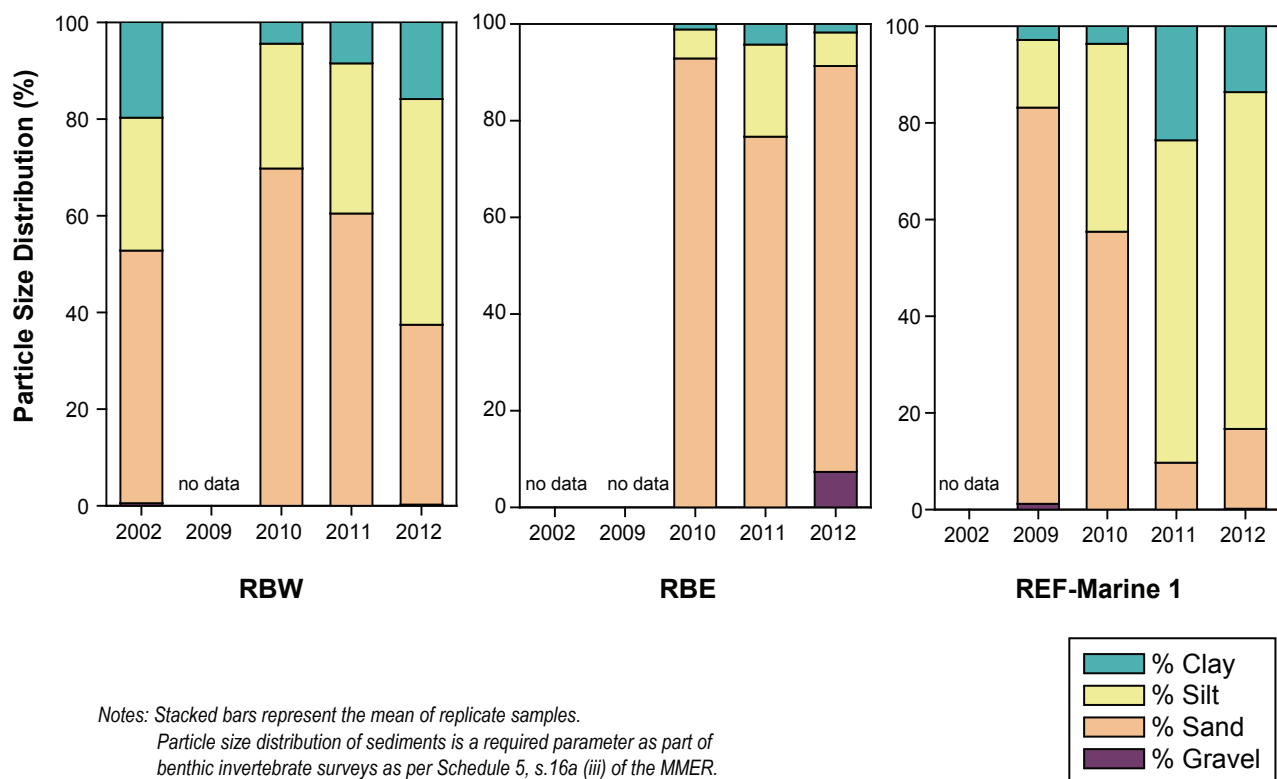 Particle Size Distribution (%)
100
80
60
40
20
0
no data
2002 2009 2010 2011 2012
RBW
100
80
60
40
20
0
no data no data
2002 2009 2010 2011 2012
RBE
100
80
60
40
20
0
no data
2002 2009 2010 2011 2012
REF-Marine 1
% Clay
% Silt
% Sand
% Gravel
Notes: Stacked bars represent the mean of replicate samples.
Particle size distribution of sediments is a required parameter as part of
benthic invertebrate surveys as per Schedule 5, s.16a (iii) of the MMER.